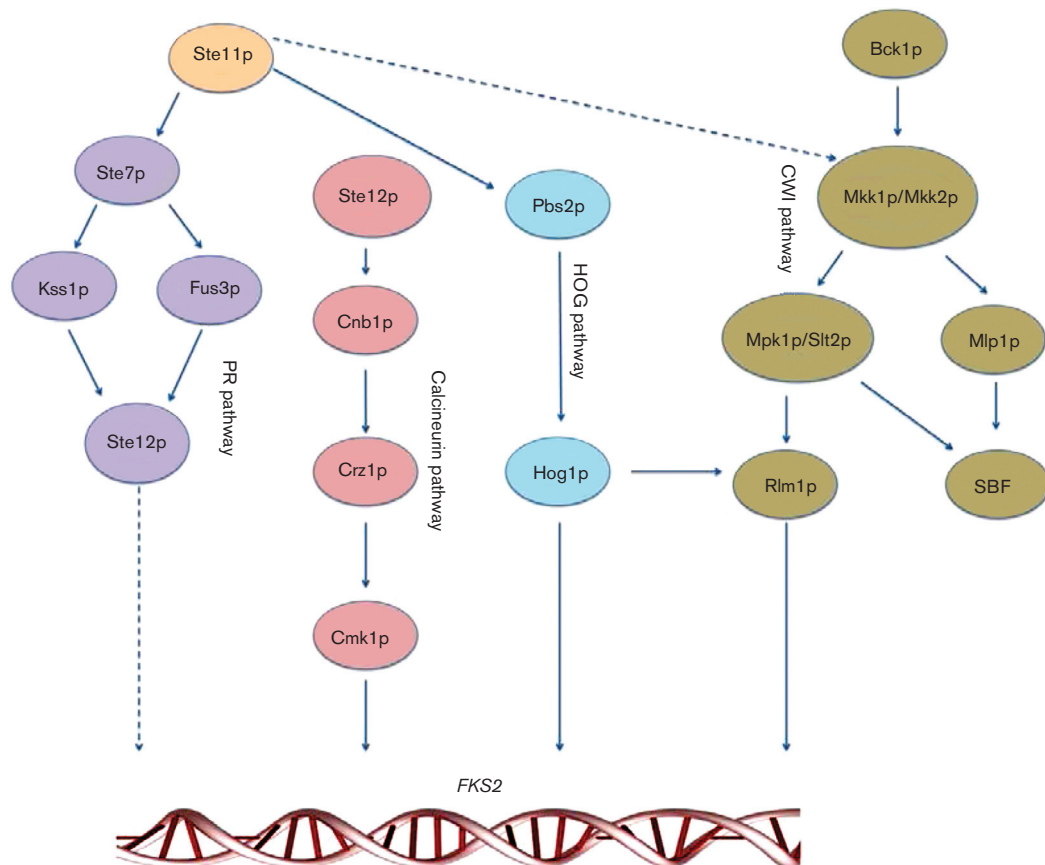 Ste11p
Bck1p
Ste7p
Ste12p
Pbs2p
Mkk1p/Mkk2p
CWI pathway
Kss1p
Fus3p
Cnb1p
HOG pathway
Mpk1p/Slt2p
Mlp1p
PR pathway
Calcineurin pathway
Ste12p
Crz1p
Hog1p
Rlm1p
SBF
Cmk1p
FKS2